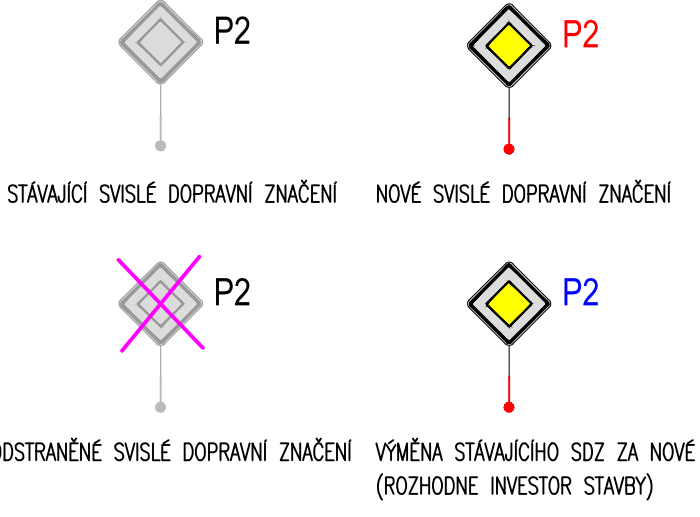 P2
P2
STÁVAJÍCÍ SVISLÉ DOPRAVNÍ ZNAČENÍ
NOVÉ SVISLÉ DOPRAVNÍ ZNAČENÍ
P2
P2
ODSTRANĚNÉ SVISLÉ DOPRAVNÍ ZNAČENÍ
VÝMĚNA STÁVAJÍCÍHO SDZ ZA NOVÉ
(ROZHODNE INVESTOR STAVBY)